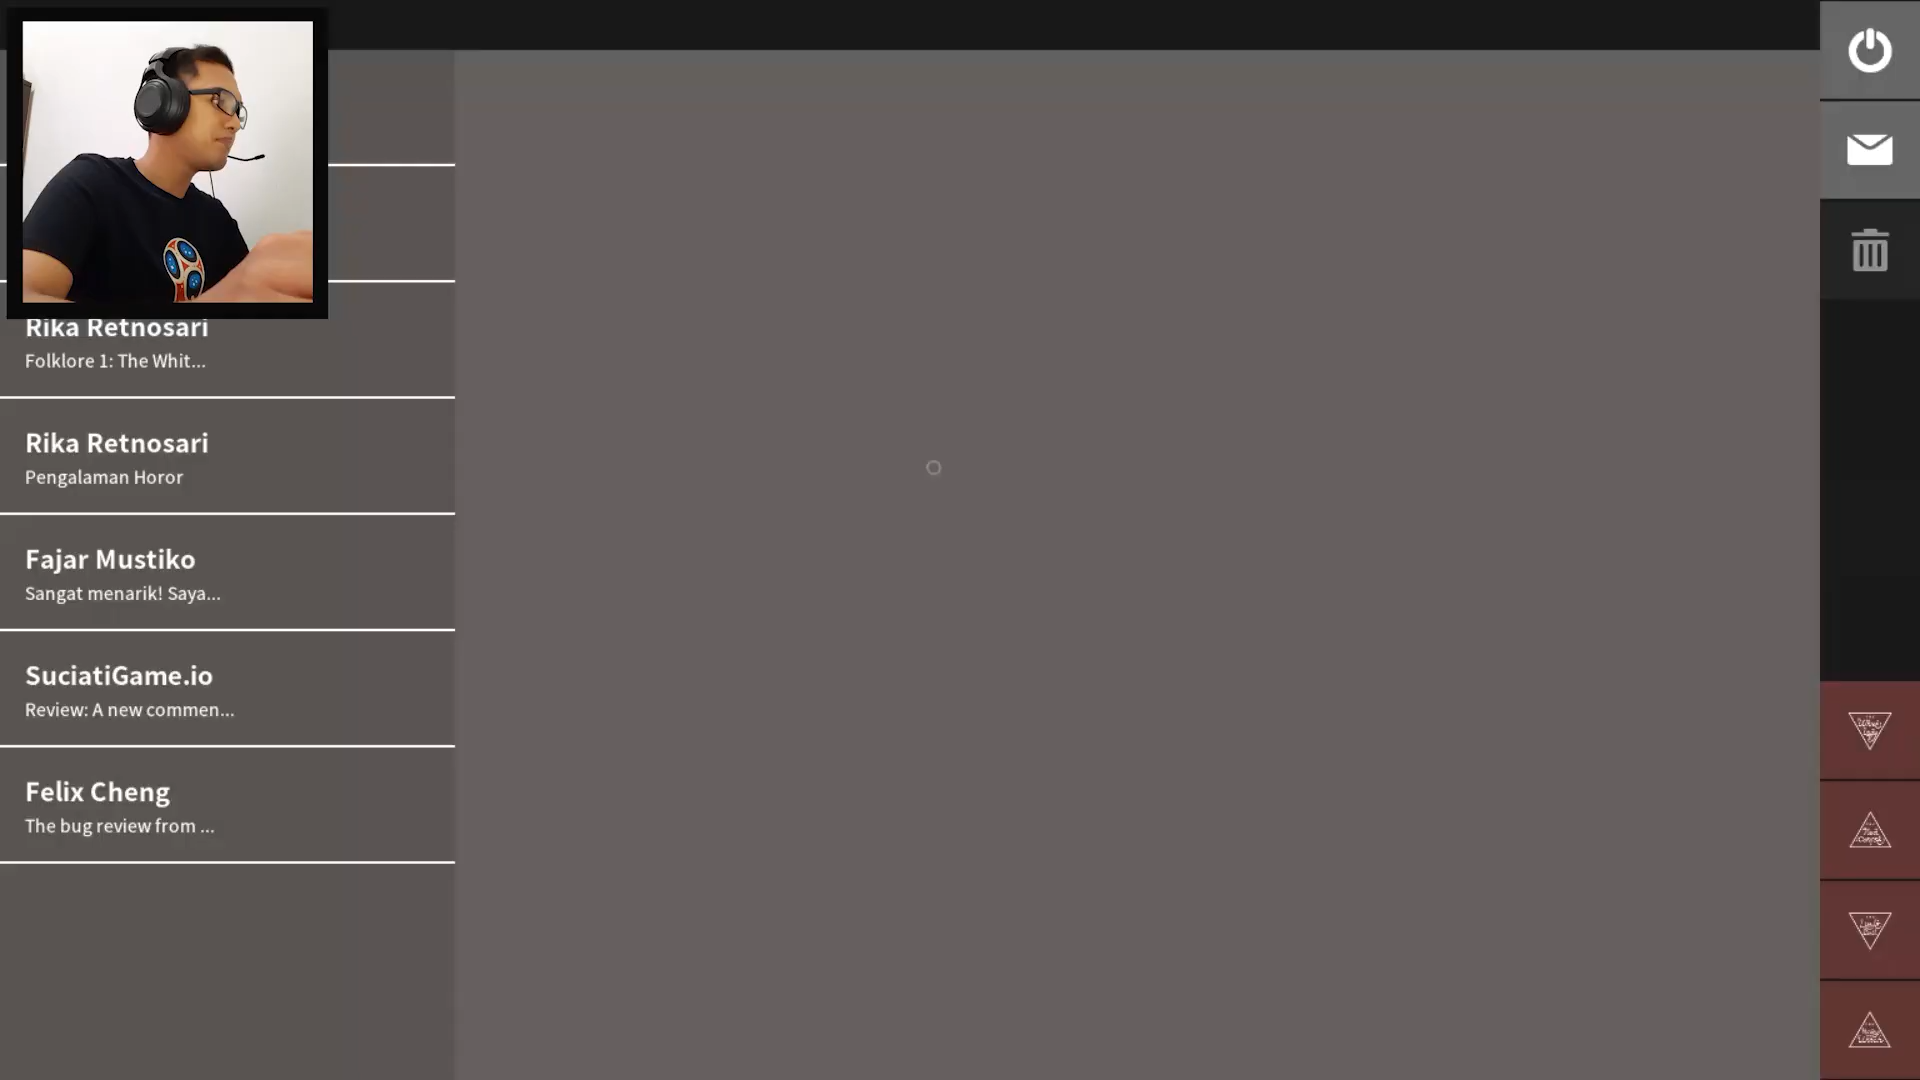 Rika Retnosari
Folklore 1: The Whit...
Rika Retnosari
Pengalaman Horor
Fajar Mustiko
Sangat menarik! Saya...
SuciatiGame.io
Review: A new commen...
Felix Cheng
The bug review from ...